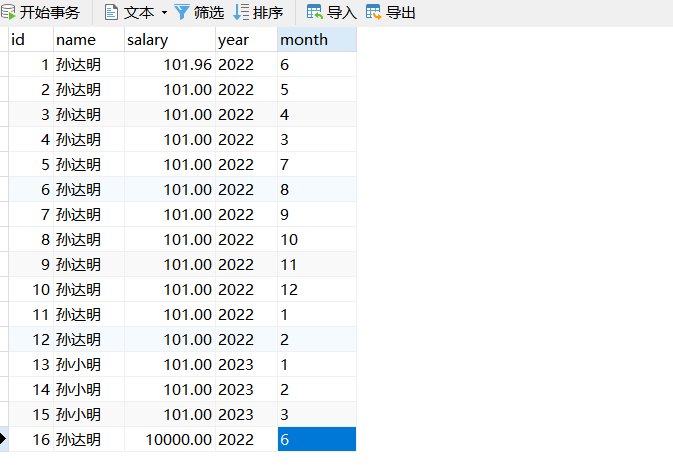 开始事务 文本 筛选 排序 导入 导出
id name salary year month
1 孙达明 101.96 2022 6
2 孙达明 101.00 2022 5
3 孙达明 101.00 2022 4
4 孙达明 101.00 2022 3
5 孙达明 101.00 2022 7
6 孙达明 101.00 2022 8
7 孙达明 101.00 2022 9
8 孙达明 101.00 2022 10
9 孙达明 101.00 2022 11
10 孙达明 101.00 2022 12
11 孙达明 101.00 2022 1
12 孙达明 101.00 2022 2
13 孙小明 101.00 2023 1
14 孙小明 101.00 2023 2
15 孙小明 101.00 2023 3
16 孙达明 10000.00 2022 6